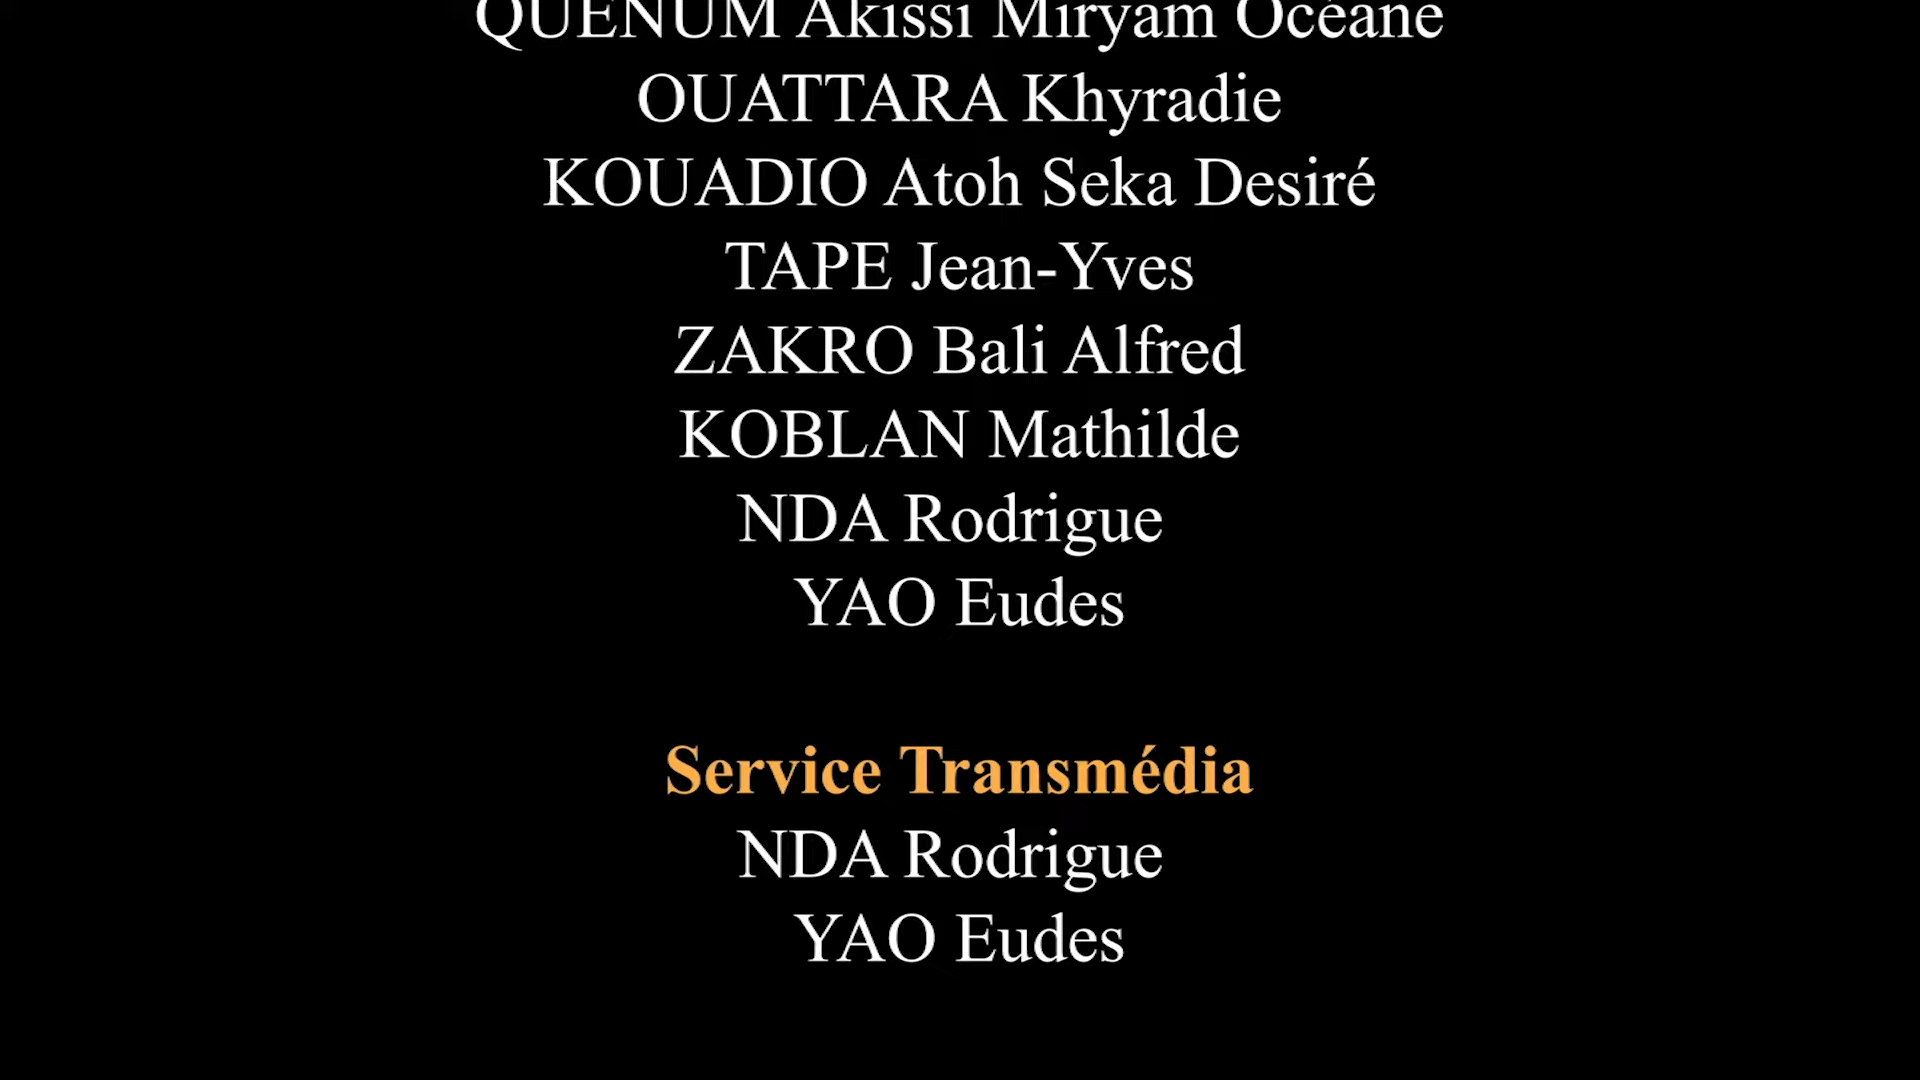 QUENUM Akissi Miryam Océane
OUATTARA Khyradie
KOUADIO Atoh Seka Desiré
TAPE Jean-Yves
ZAKRO Bali Alfred
KOBLAN Mathilde
NDA Rodrigue
YAO Eudes
Service Transmédia
NDA Rodrigue
YAO Eudes